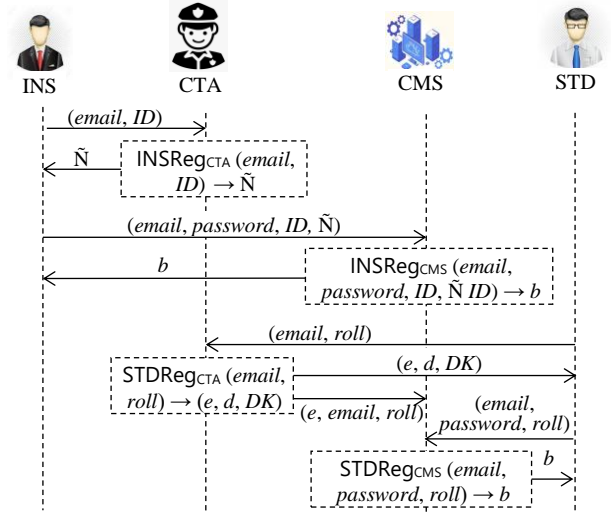 INS
CTA
CMS
STD
(email, ID)
Ñ
INSRegCTA (email,
ID) → Ñ
(email, password, ID, Ñ)
b
INSRegCMS (email,
password, ID, Ñ ID) → b
(email, roll)
STDRegCTA (email,
roll) → (e, d, DK)
(e, d, DK)
(e, email, roll)
(email,
password, roll)
STDRegCMS (email,
password, roll) → b
b